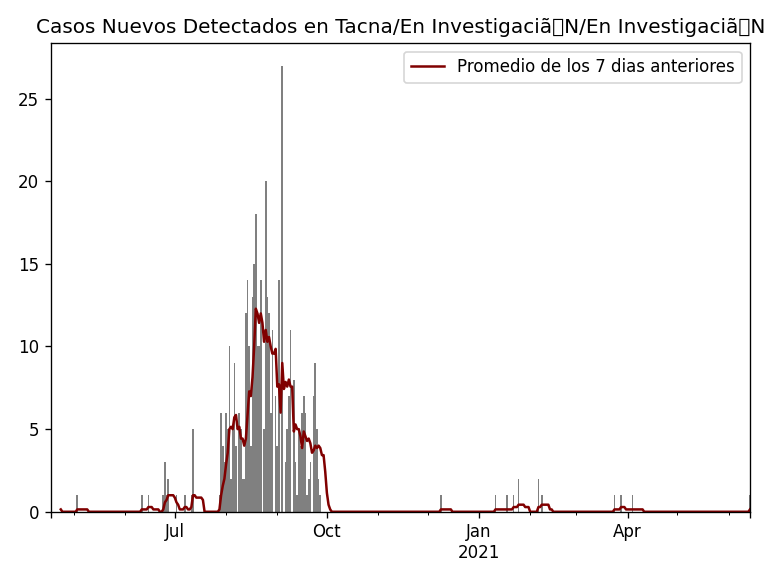 Casos Nuevos Detectados en Tacna/En Investigaciã�N/En Investigaciã�N
Promedio de los 7 dias anteriores
25
20
15
10
5
0
Jul
Oct
Jan
Apr
2021